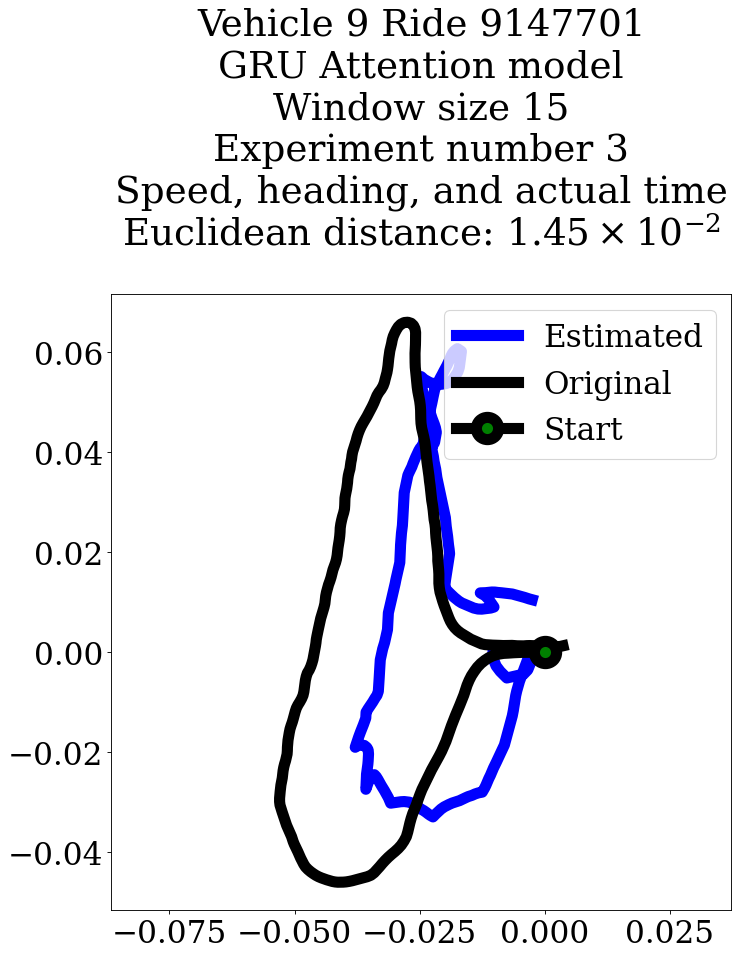 Vehicle 9 Ride 9147701
GRU Attention model
Window size 15
Experiment number 3
Speed, heading, and actual time
Euclidean distance: 1.45 × 10⁻²
Estimated
Original
Start
0.06
0.04
0.02
0.00
−0.02
−0.04
−0.075 −0.050 −0.025 0.000 0.025